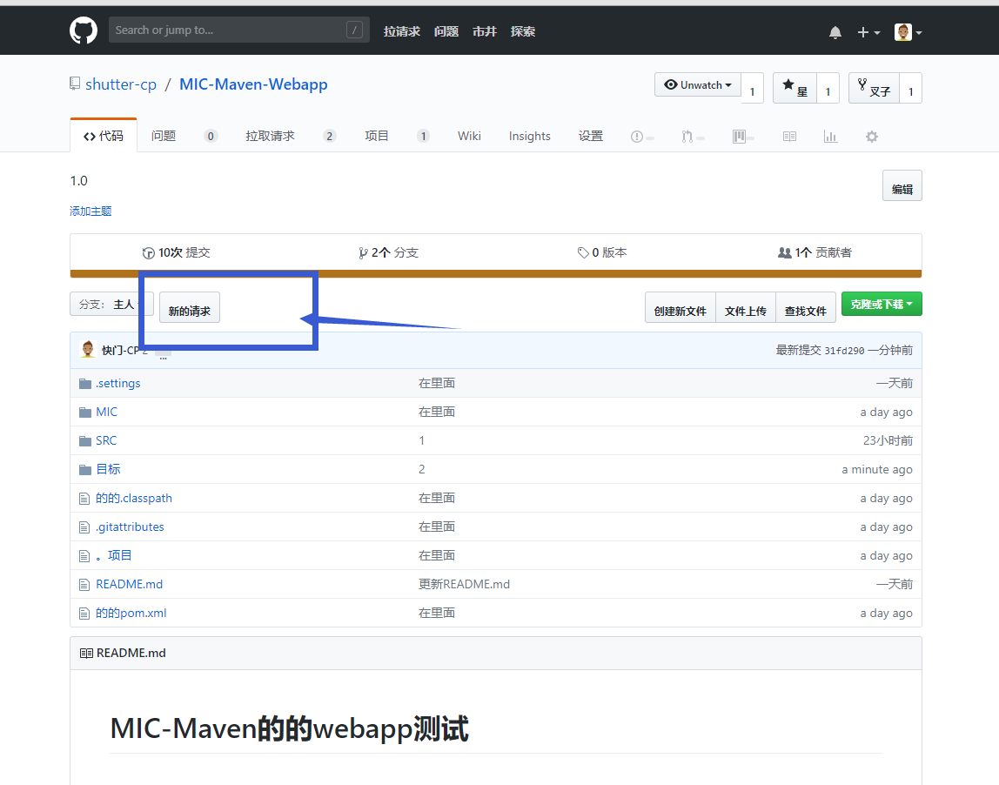 Search or jump to... / 拉请求 问题 市井 探索
shutter-cp / MIC-Maven-Webapp Unwatch 1 星 1 叉子 1
代码 问题 0 拉取请求 2 项目 1 Wiki Insights 设置
1.0 编辑
添加主题
10次 提交 2个 分支 0 版本 1个 贡献者
分支： 主人 新的请求 创建新文件 文件上传 查找文件 克隆或下载
快门-CP 2 ... 最新提交 31fd290 一分钟前
.settings 在里面 一天前
MIC 在里面 a day ago
SRC 1 23小时前
目标 2 a minute ago
的的.classpath 在里面 a day ago
.gitattributes 在里面 a day ago
。项目 在里面 a day ago
README.md 更新README.md 一天前
的的pom.xml 在里面 a day ago
README.md
MIC-Maven的的webapp测试